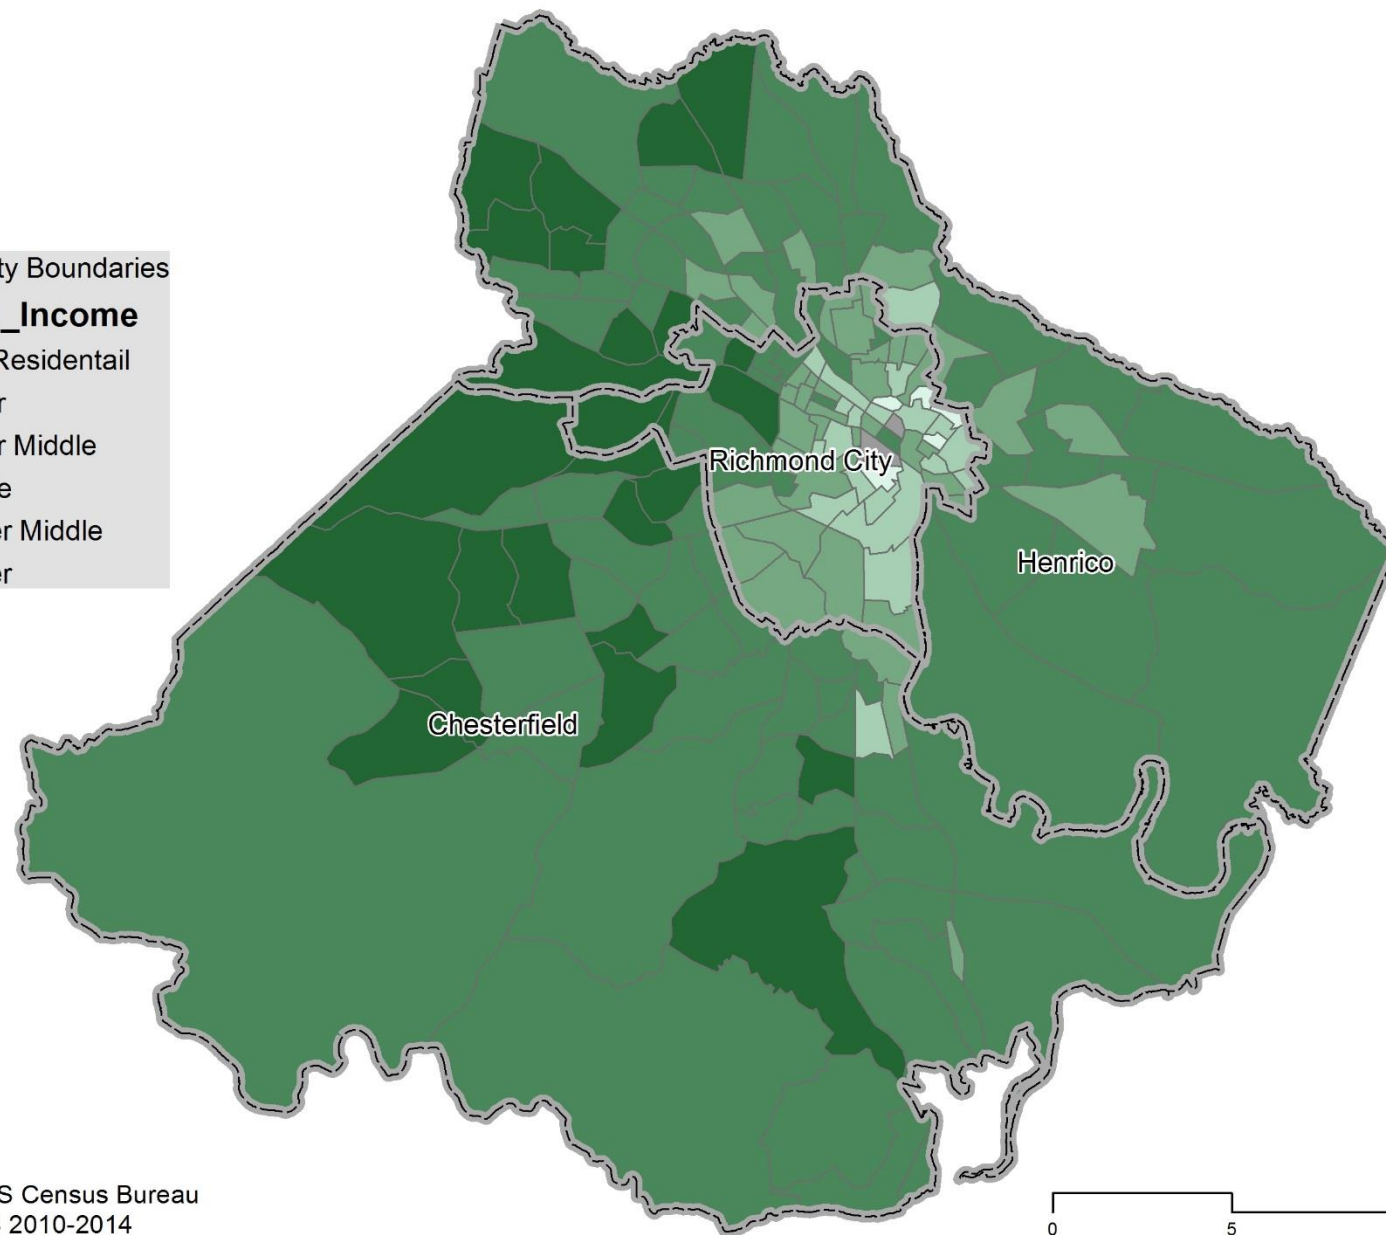 ty Boundaries
_Income
Residentail
r
r Middle
e
er Middle
er
Richmond City
Henrico
Chesterfield
S Census Bureau
2010-2014
0 5